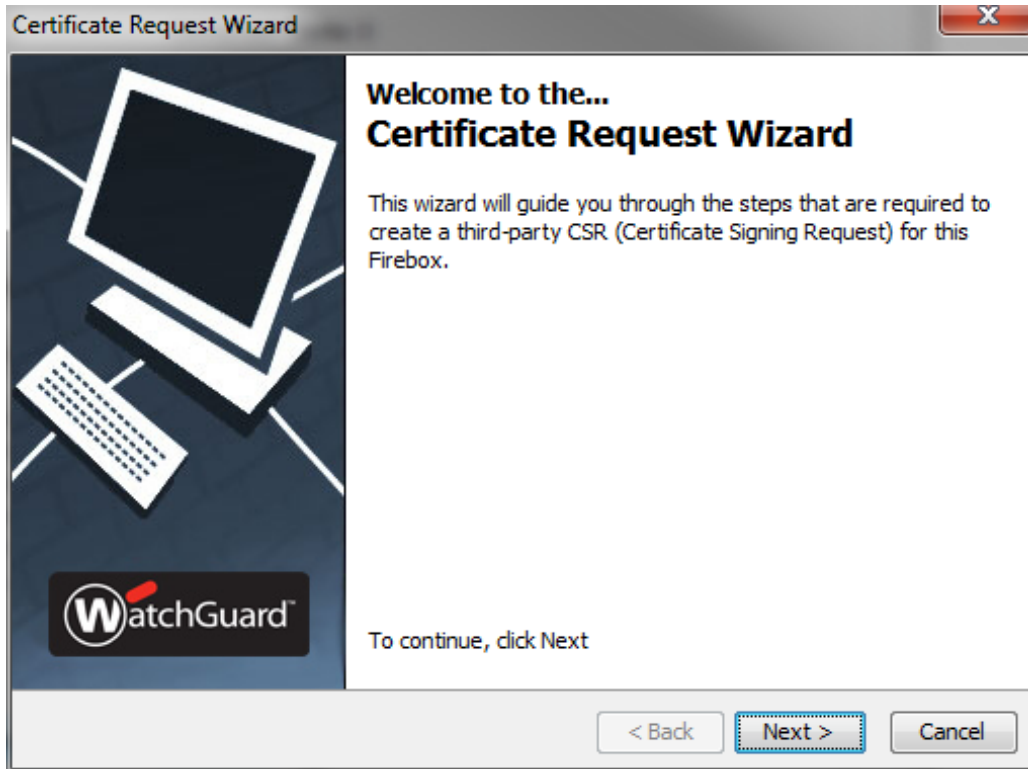 Certificate Request Wizard
Welcome to the...
Certificate Request Wizard
This wizard will guide you through the steps that are required to
create a third-party CSR (Certificate Signing Request) for this
Firebox.
WatchGuard™
To continue, click Next
< Back Next > Cancel